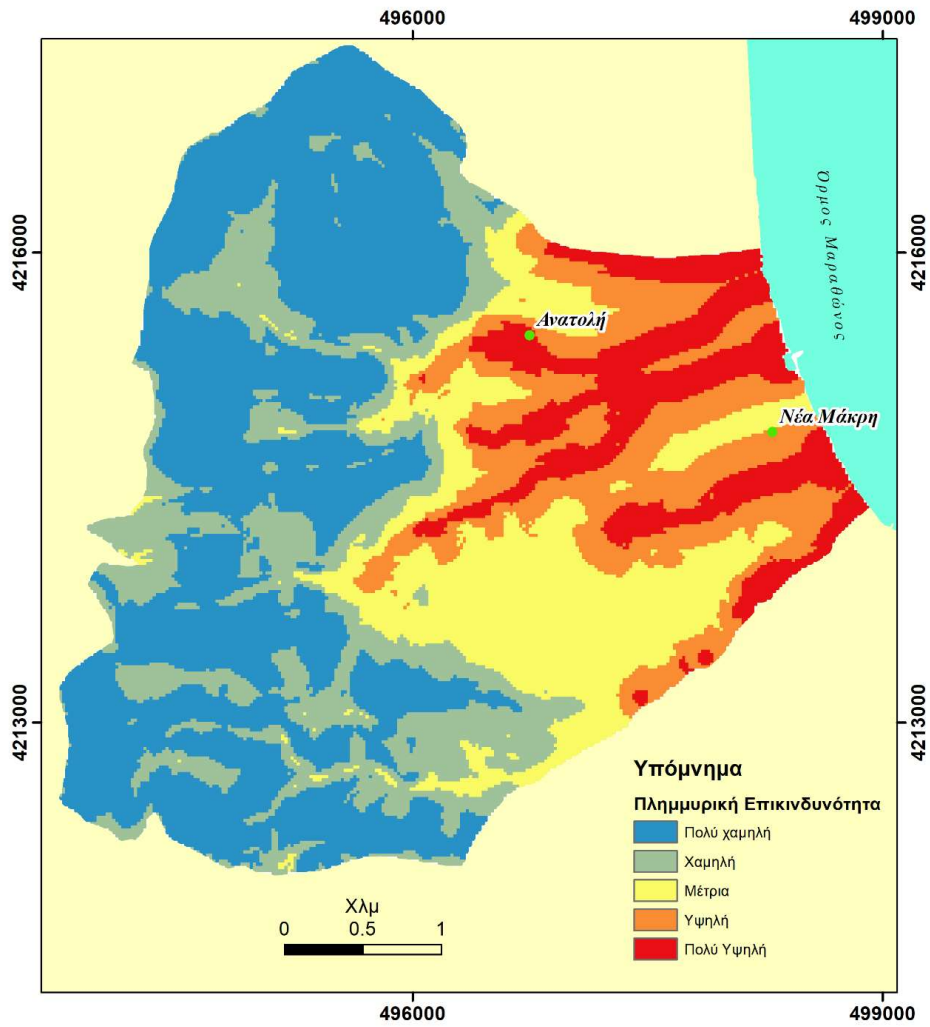 496000
499000
4216000
4216000
Όρμος Μαραθώνος
Ανατολή
Νέα Μάκρη
4213000
4213000
Υπόμνημα
Πλημμυρική Επικινδυνότητα
Πολύ χαμηλή
Χαμηλή
Μέτρια
Υψηλή
Πολύ Υψηλή
Χλμ
0 0.5 1
496000
499000